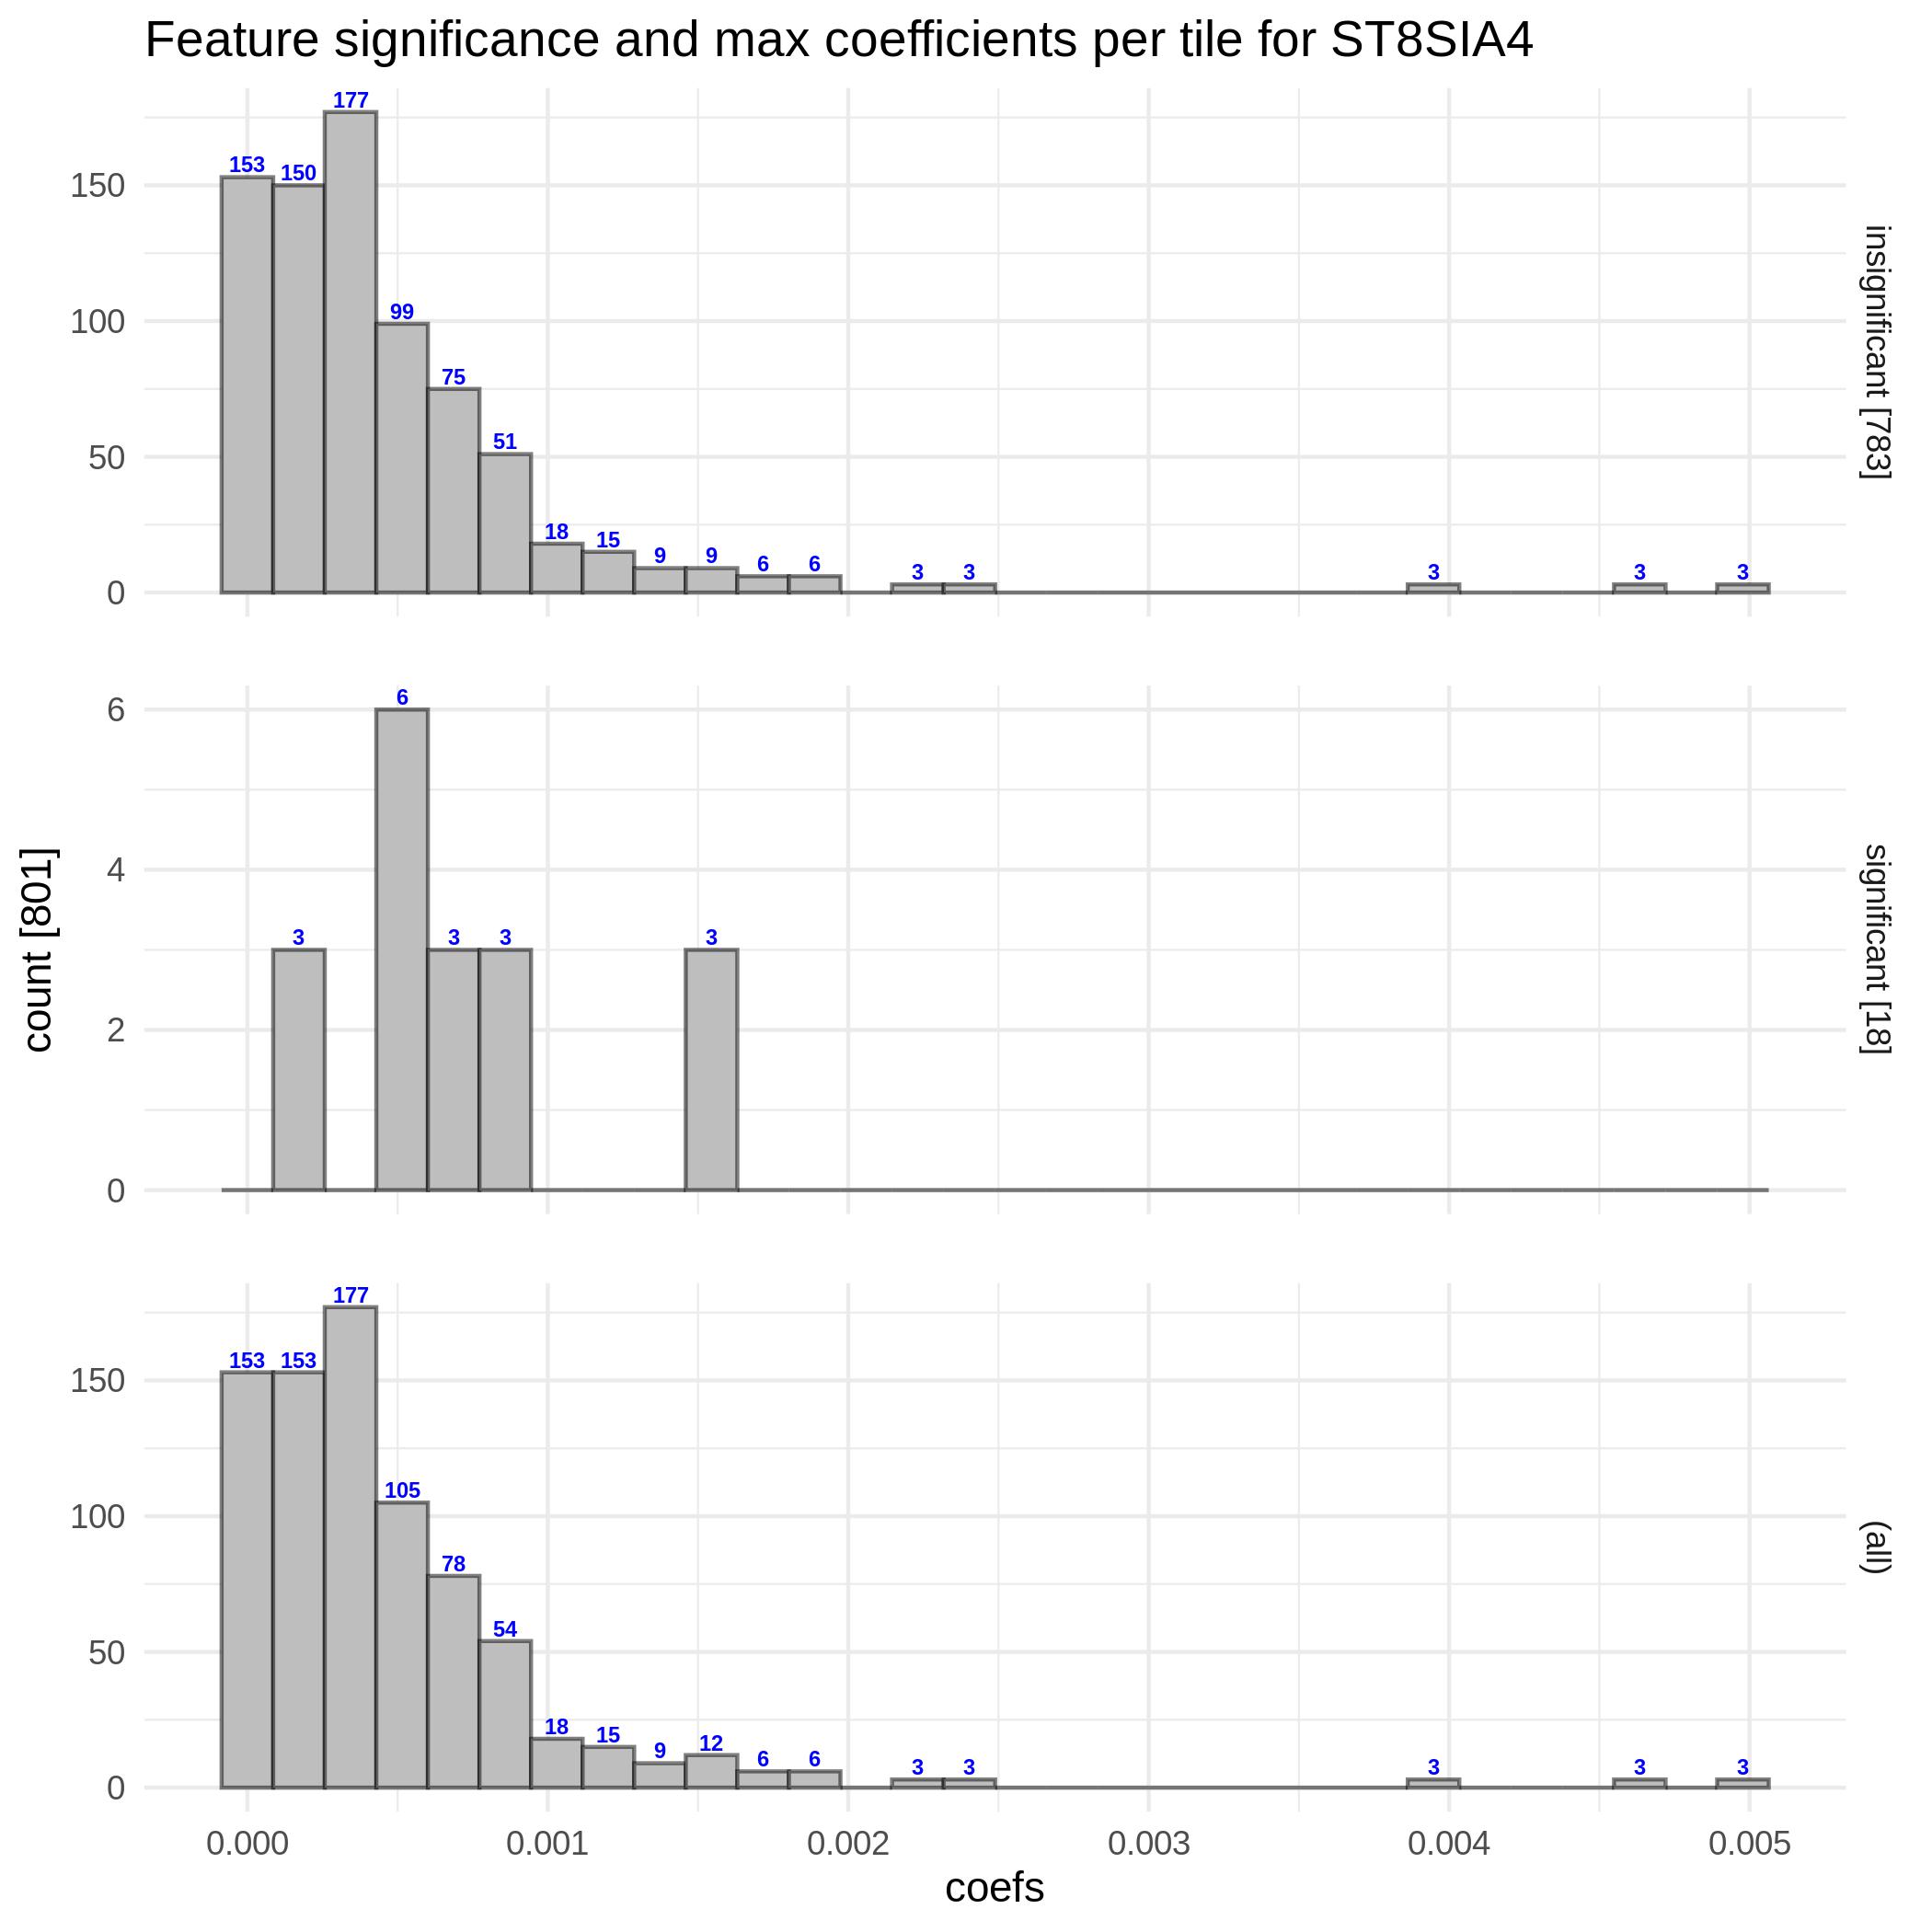 Feature significance and max coefficients per tile for ST8SIA4
177
153 150
99
75
51
18 15 9 9 6 6 3 3 3 3 3
150
100
50
0
insignificant [783]
6
3 3 3 3
6
4
2
0
significant [18]
count [801]
177
153 153
105
78
54
18 15 9 12 6 6 3 3 3 3 3
150
100
50
0
(all)
0.000 0.001 0.002 0.003 0.004 0.005
coefs